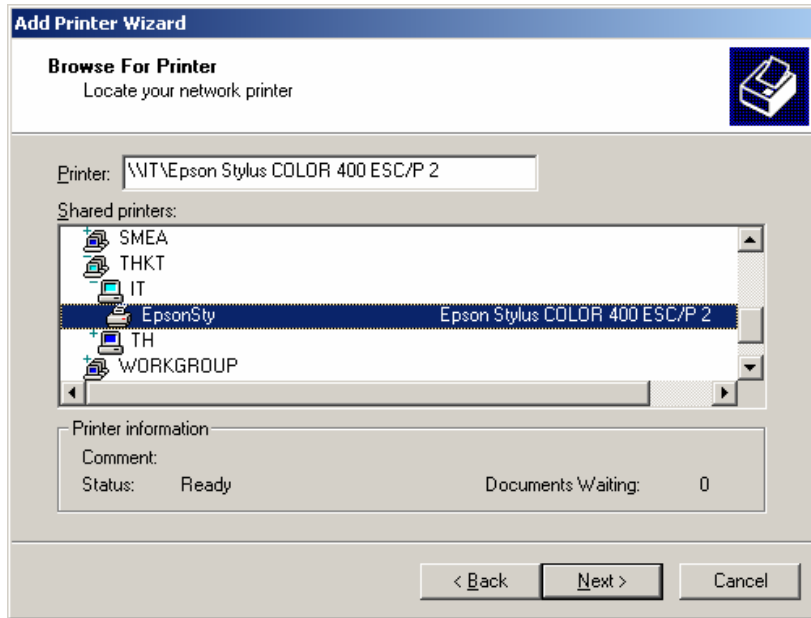 Add Printer Wizard
Browse For Printer
Locate your network printer
Printer: \\IT\Epson Stylus COLOR 400 ESC/P 2
Shared printers:
SMEA
THKT
IT
EpsonSty Epson Stylus COLOR 400 ESC/P 2
TH
WORKGROUP
Printer information
Comment:
Status: Ready Documents Waiting: 0
< Back Next > Cancel